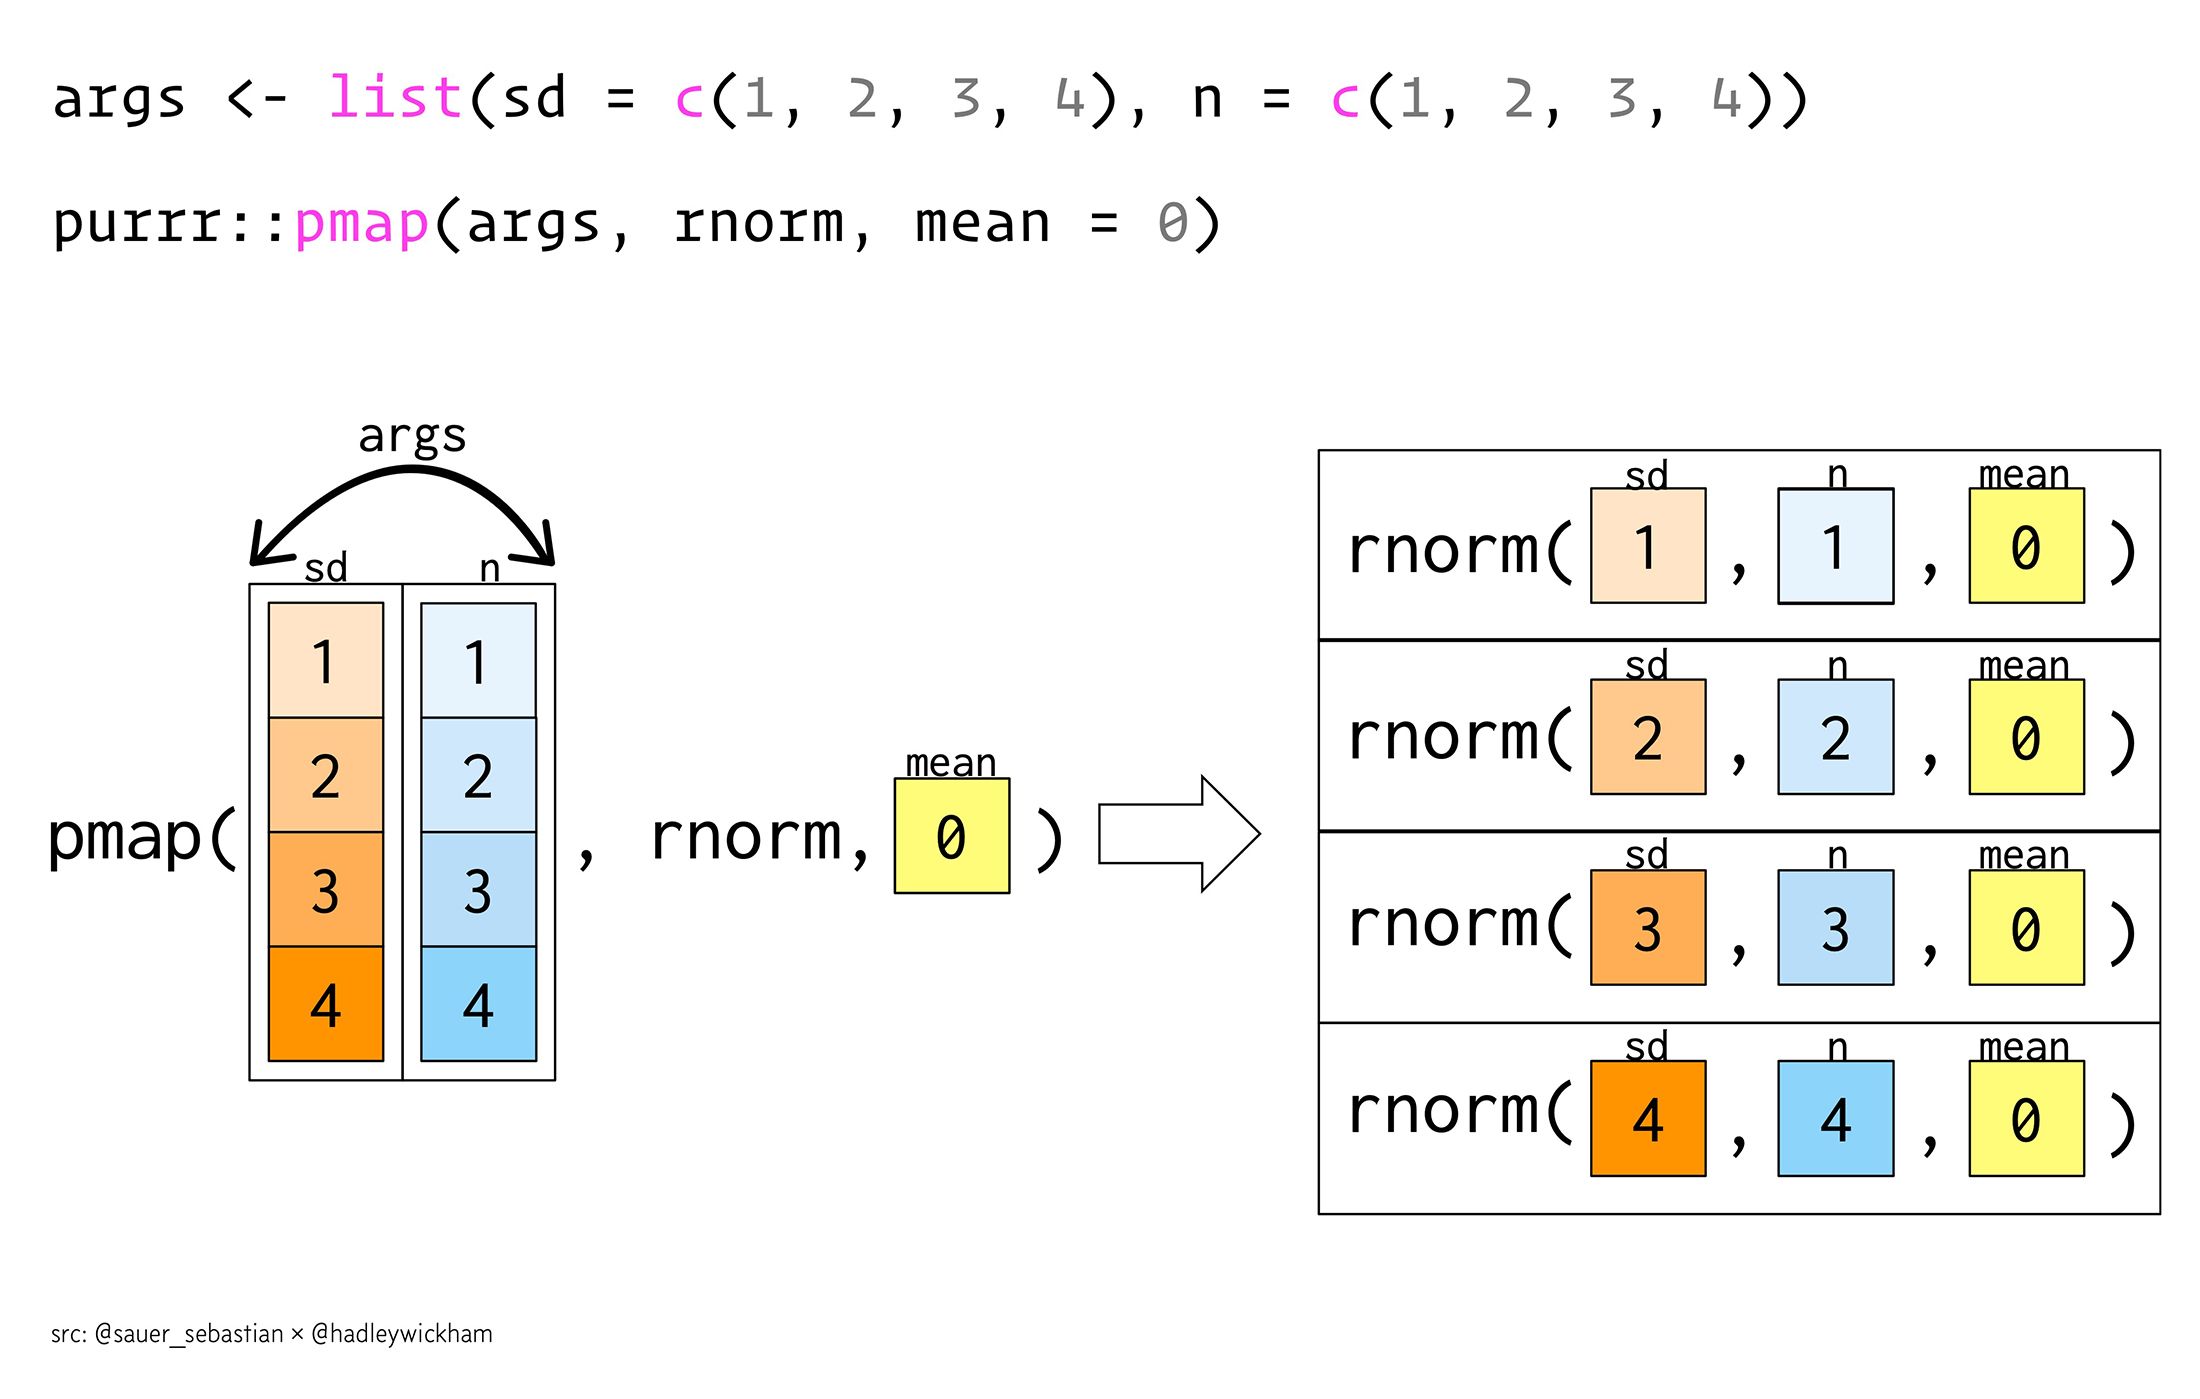 args <- list(sd = c(1, 2, 3, 4), n = c(1, 2, 3, 4))
purrr::pmap(args, rnorm, mean = 0)
args
sd n
1 1
2 2
3 3
4 4
pmap( , rnorm, mean 0 )
sd n mean
rnorm( 1 , 1 , 0 )
sd n mean
rnorm( 2 , 2 , 0 )
sd n mean
rnorm( 3 , 3 , 0 )
sd n mean
rnorm( 4 , 4 , 0 )
src: @sauer_sebastian × @hadleywickham